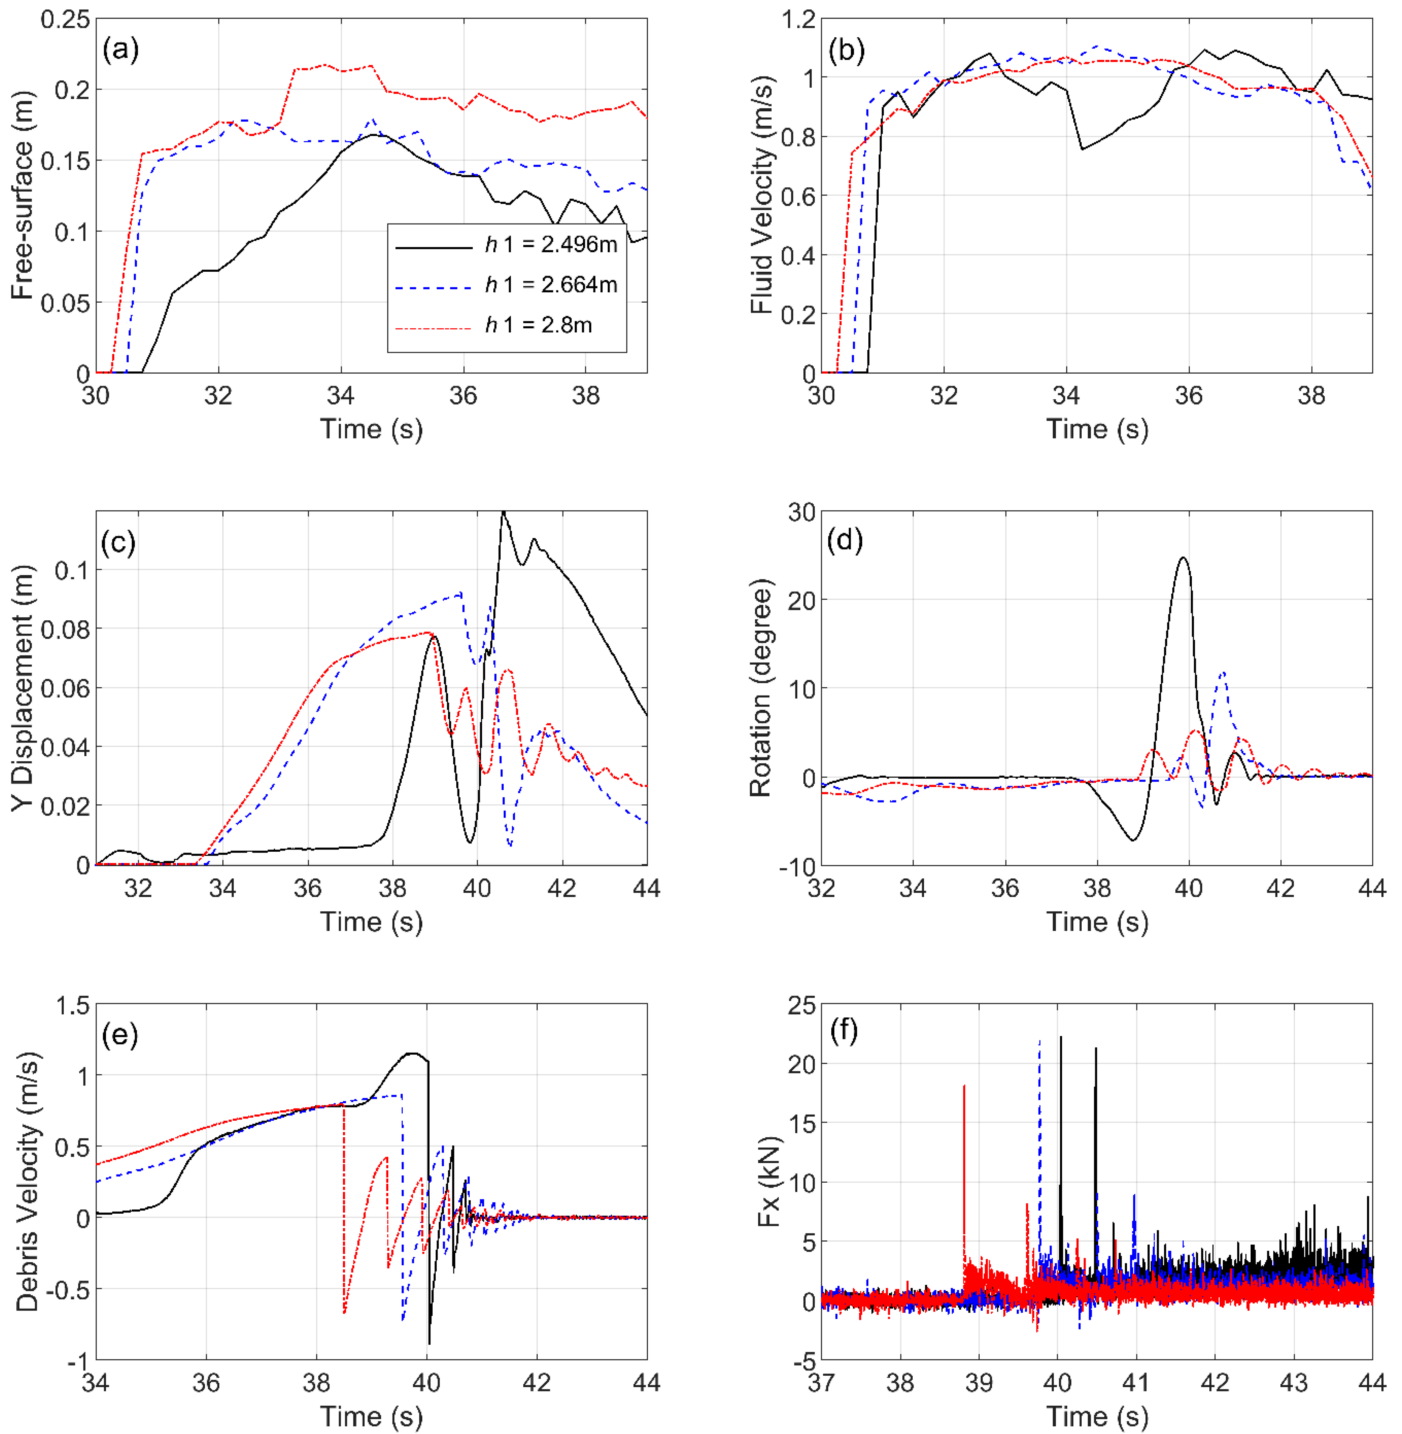 (a)
Free-surface (m)
0.25
0.2
0.15
0.1
0.05
0
30 32 34 36 38
Time (s)
h 1 = 2.496m
h 1 = 2.664m
h 1 = 2.8m
(b)
Fluid Velocity (m/s)
1.2
1
0.8
0.6
0.4
0.2
0
30 32 34 36 38
Time (s)
(c)
Y Displacement (m)
0.1
0.08
0.06
0.04
0.02
0
32 34 36 38 40 42 44
Time (s)
(d)
Rotation (degree)
30
20
10
0
-10
32 34 36 38 40 42 44
Time (s)
(e)
Debris Velocity (m/s)
1.5
1
0.5
0
-0.5
-1
34 36 38 40 42 44
Time (s)
(f)
Fx (kN)
25
20
15
10
5
0
-5
37 38 39 40 41 42 43 44
Time (s)